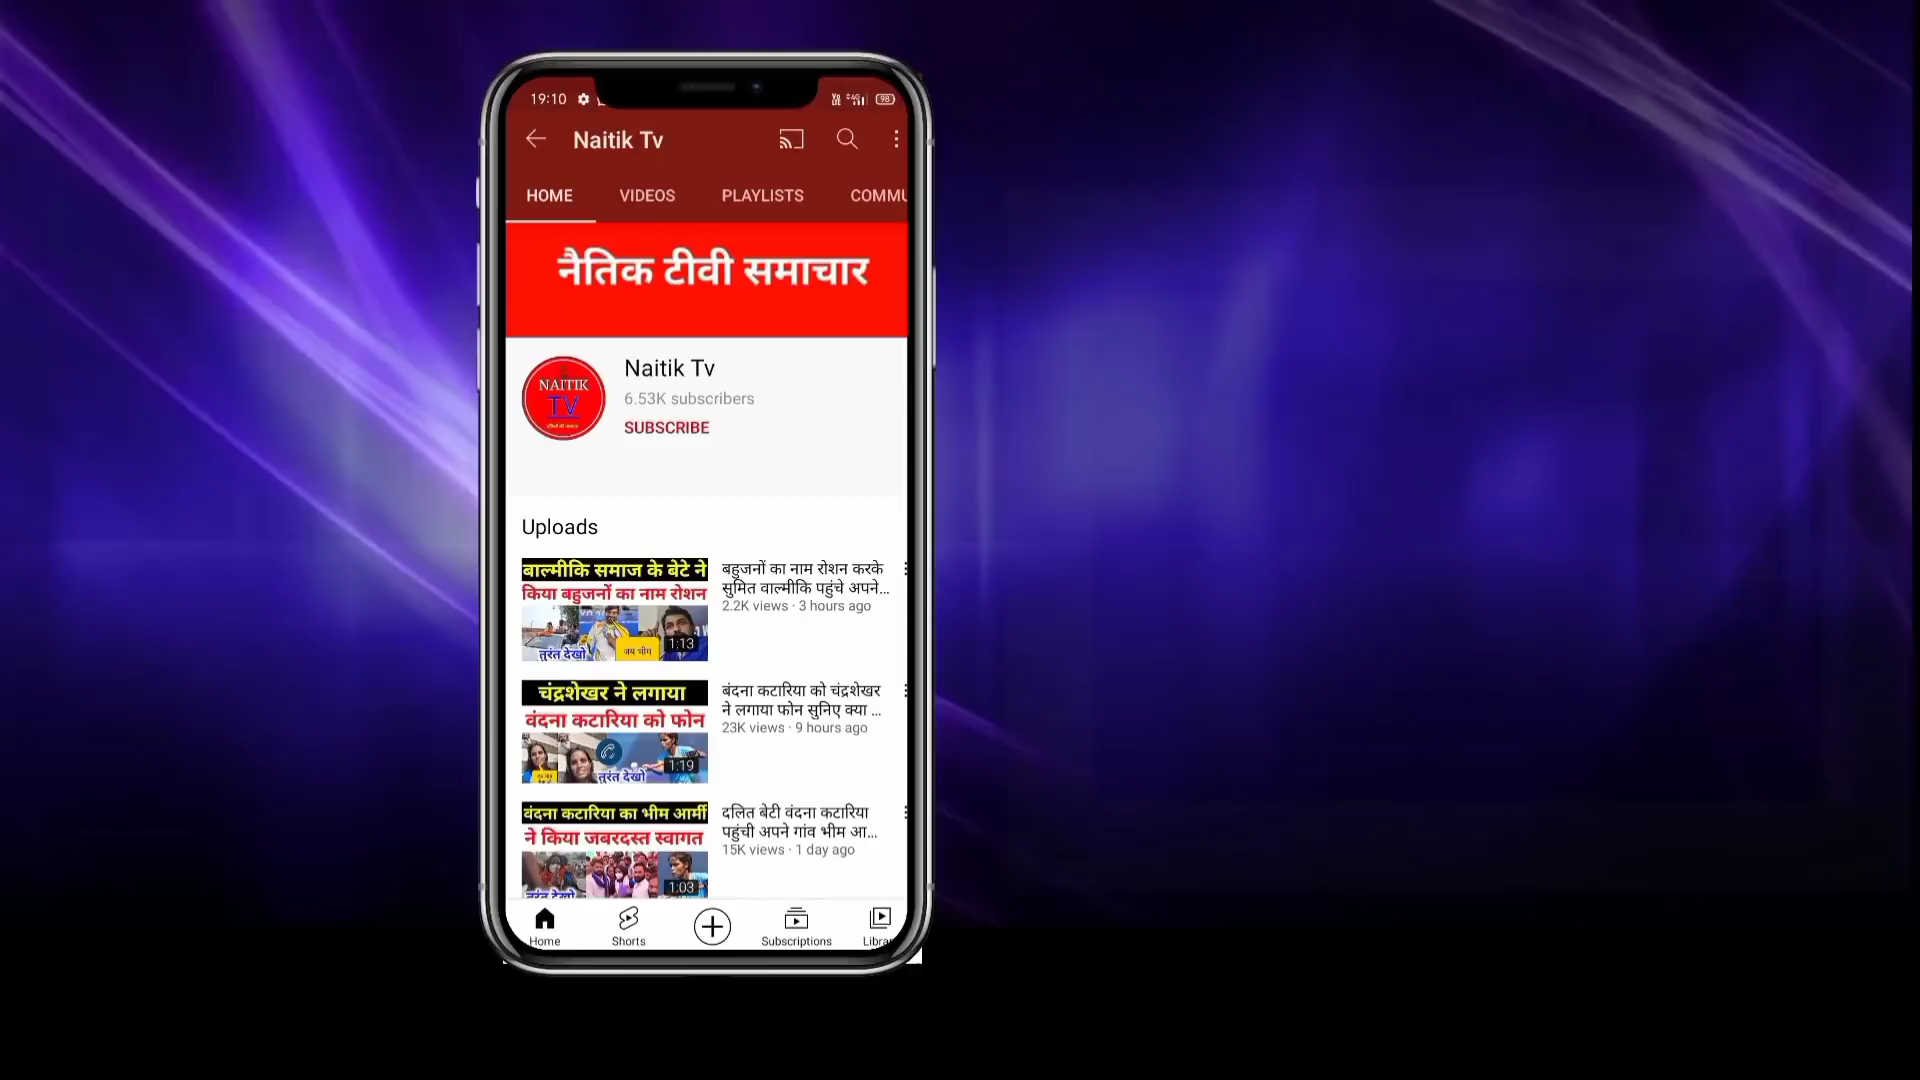 19:10
98
Naitik Tv
HOME VIDEOS PLAYLISTS COMMU
नैतिक टीवी समाचार
NAITIK
TV
Naitik Tv
6.53K subscribers
SUBSCRIBE
Uploads
बाल्मीकि समाज के बेटे ने
किया बहुजनों का नाम रोशन
तुरंत देखो
जय भीम
1:13
बहुजनों का नाम रोशन करके
सुमित वाल्मीकि पहुंचे अपने...
2.2K views · 3 hours ago
चंद्रशेखर ने लगाया
वंदना कटारिया को फोन
तुरंत देखो
1:19
बंदना कटारिया को चंद्रशेखर
ने लगाया फोन सुनिए क्या ...
23K views · 9 hours ago
वंदना कटारिया का भीम आर्मी
ने किया जबरदस्त स्वागत
तुरंत देखो
1:03
दलित बेटी वंदना कटारिया
पहुंची अपने गांव भीम आ...
15K views · 1 day ago
Home Shorts Subscriptions Librar